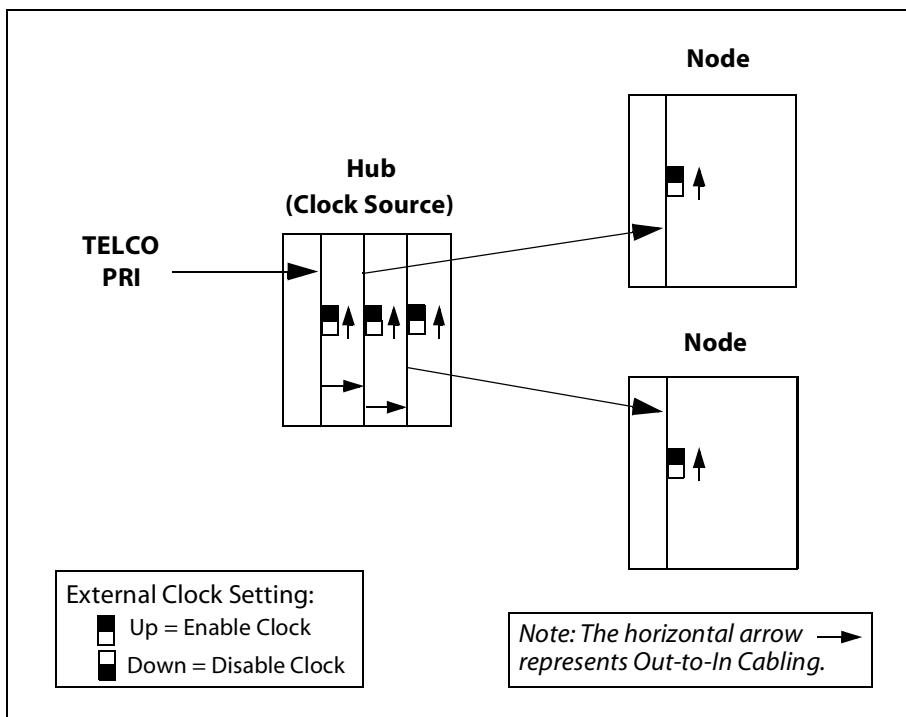 Node
Hub
(Clock Source)
TELCO
PRI
Node
External Clock Setting:
Up = Enable Clock
Down = Disable Clock
Note: The horizontal arrow
represents Out-to-In Cabling.